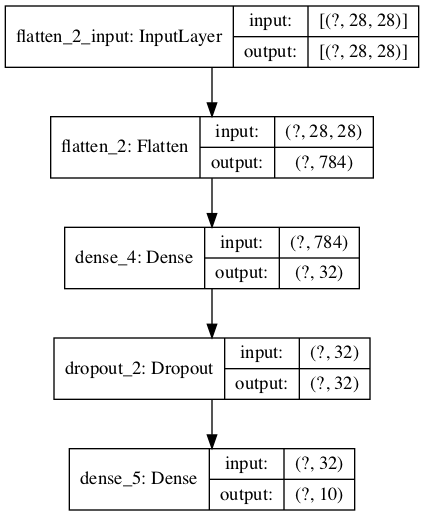 flatten_2_input: InputLayer
input: [(?, 28, 28)]
output: [(?, 28, 28)]
flatten_2: Flatten
input: (?, 28, 28)
output: (?, 784)
dense_4: Dense
input: (?, 784)
output: (?, 32)
dropout_2: Dropout
input: (?, 32)
output: (?, 32)
dense_5: Dense
input: (?, 32)
output: (?, 10)